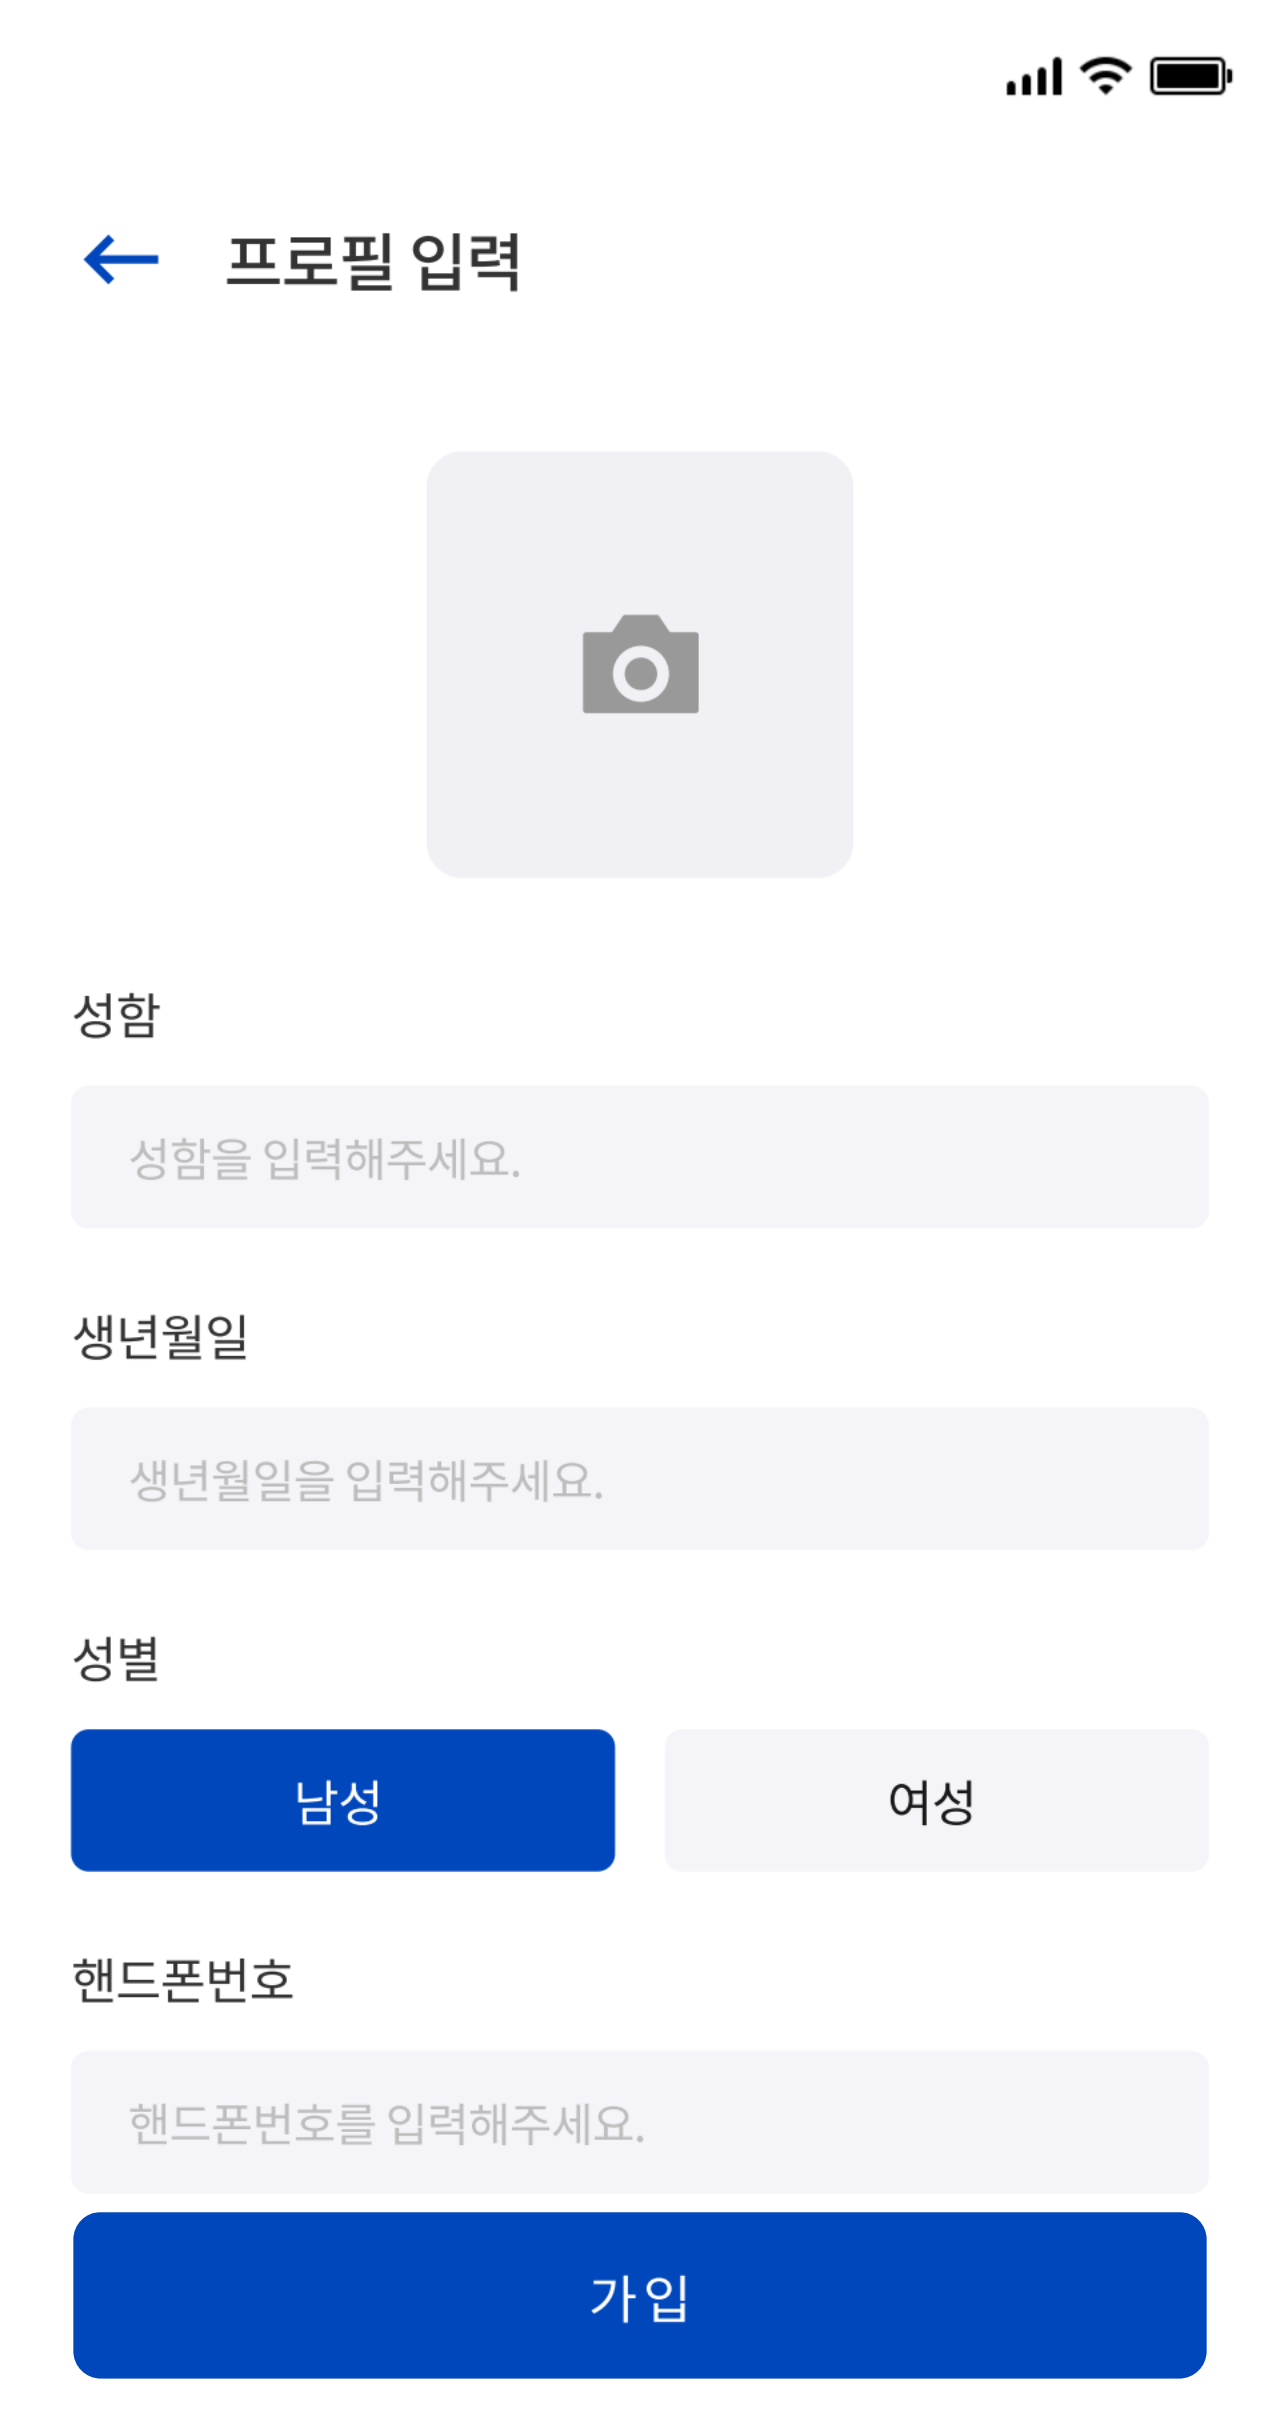 프로필 입력
성함
성함을 입력해주세요.
생년월일
생년월일을 입력해주세요.
성별
남성 여성
핸드폰번호
핸드폰번호를 입력해주세요.
가입